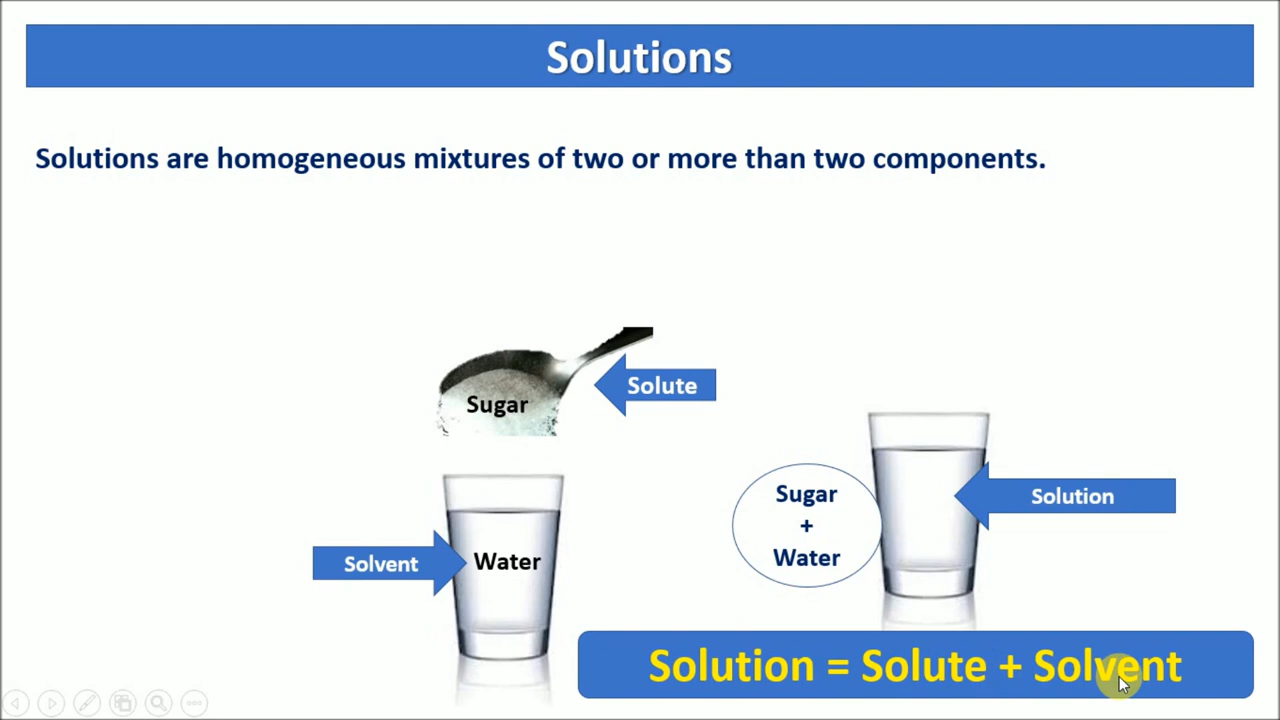 Solutions
Solutions are homogeneous mixtures of two or more than two components.
Sugar
Solute
Solvent
Water
Sugar
+
Water
Solution
Solution = Solute + Solvent